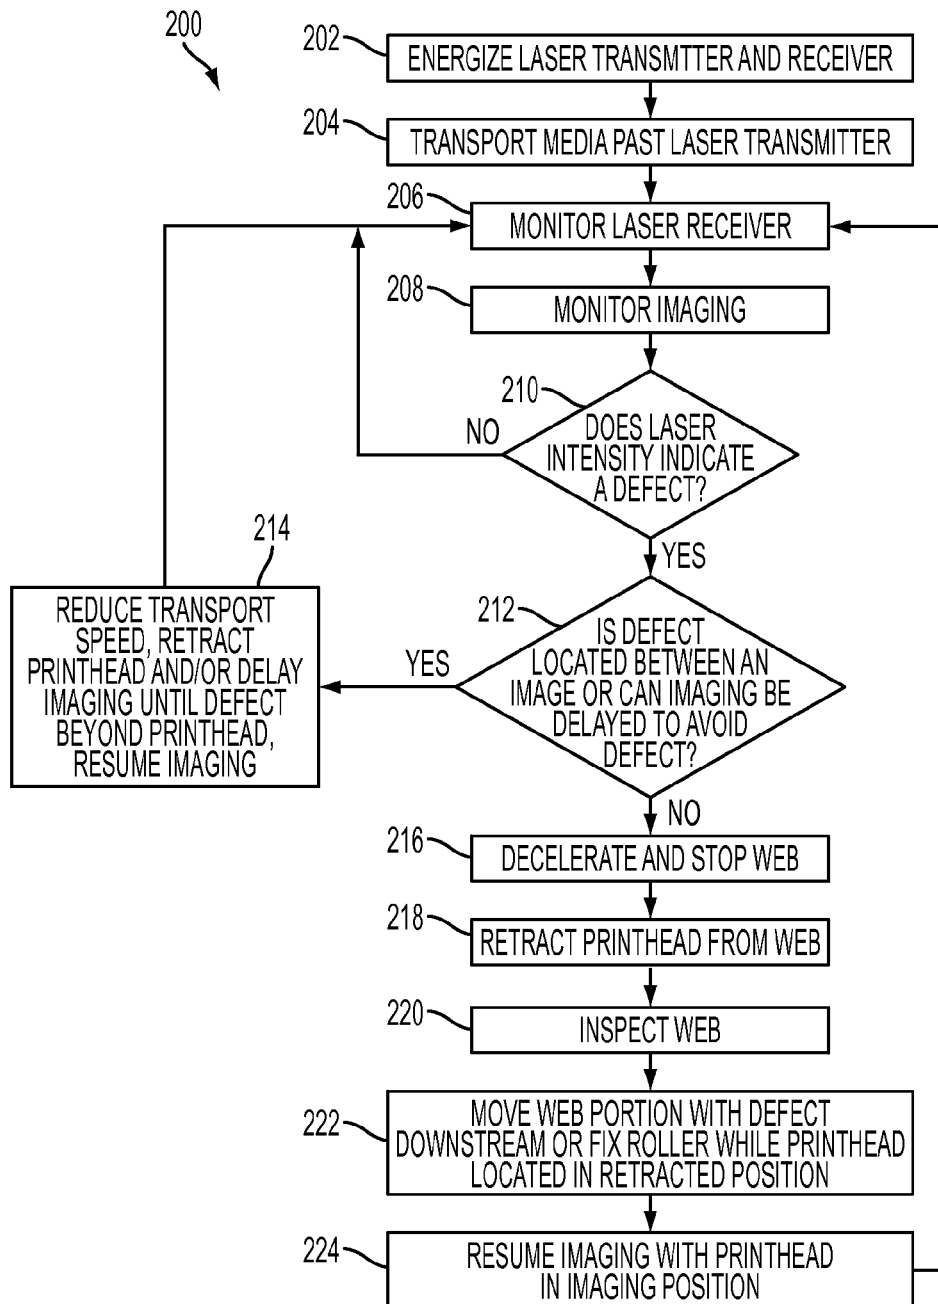 200
202
ENERGIZE LASER TRANSMTTER AND RECEIVER
204
TRANSPORT MEDIA PAST LASER TRANSMITTER
206
MONITOR LASER RECEIVER
208
MONITOR IMAGING
210
NO
DOES LASER
INTENSITY INDICATE
A DEFECT?
YES
214
REDUCE TRANSPORT
SPEED, RETRACT
PRINTHEAD AND/OR DELAY
IMAGING UNTIL DEFECT
BEYOND PRINTHEAD,
RESUME IMAGING
212
YES
IS DEFECT
LOCATED BETWEEN AN
IMAGE OR CAN IMAGING BE
DELAYED TO AVOID
DEFECT?
NO
216
DECELERATE AND STOP WEB
218
RETRACT PRINTHEAD FROM WEB
220
INSPECT WEB
222
MOVE WEB PORTION WITH DEFECT
DOWNSTREAM OR FIX ROLLER WHILE PRINTHEAD
LOCATED IN RETRACTED POSITION
224
RESUME IMAGING WITH PRINTHEAD
IN IMAGING POSITION